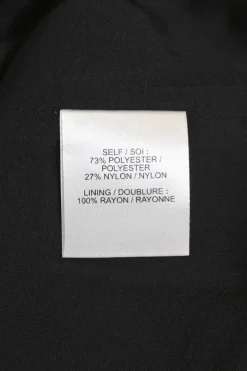 SELF / SOI :
73% POLYESTER /
POLYESTER
27% NYLON / NYLON
LINING / DOUBLURE :
100% RAYON / RAYONNE